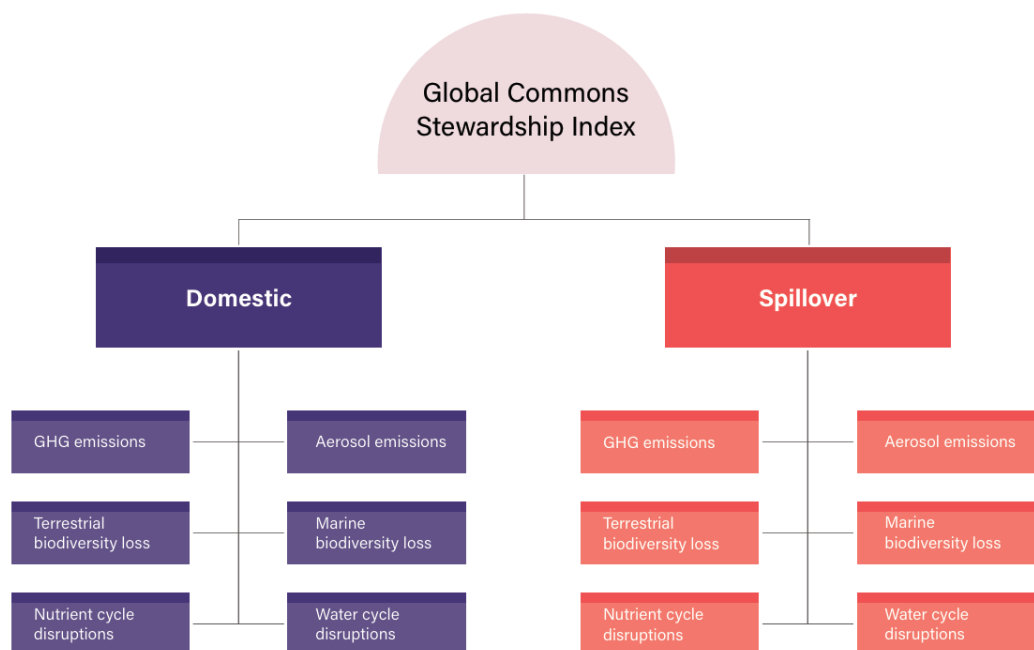 Global Commons
Stewardship Index
Domestic
Spillover
GHG emissions
Aerosol emissions
Terrestrial
biodiversity loss
Marine
biodiversity loss
Nutrient cycle
disruptions
Water cycle
disruptions
GHG emissions
Aerosol emissions
Terrestrial
biodiversity loss
Marine
biodiversity loss
Nutrient cycle
disruptions
Water cycle
disruptions